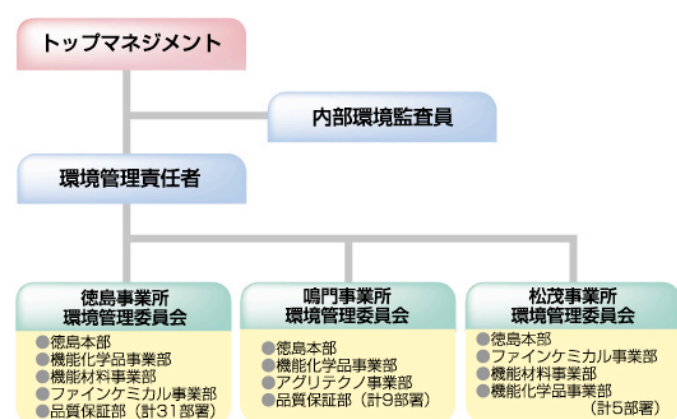 トップマネジメント
内部環境監査員
環境管理責任者
徳島事業所
環境管理委員会
●徳島本部
●機能化学品事業部
●機能材料事業部
●ファインケミカル事業部
●品質保証部（計31部署）
鳴門事業所
環境管理委員会
●徳島本部
●機能化学品事業部
●アグリテクノ事業部
●品質保証部（計9部署）
松茂事業所
環境管理委員会
●徳島本部
●ファインケミカル事業部
●機能材料事業部
●機能化学品事業部
（計5部署）